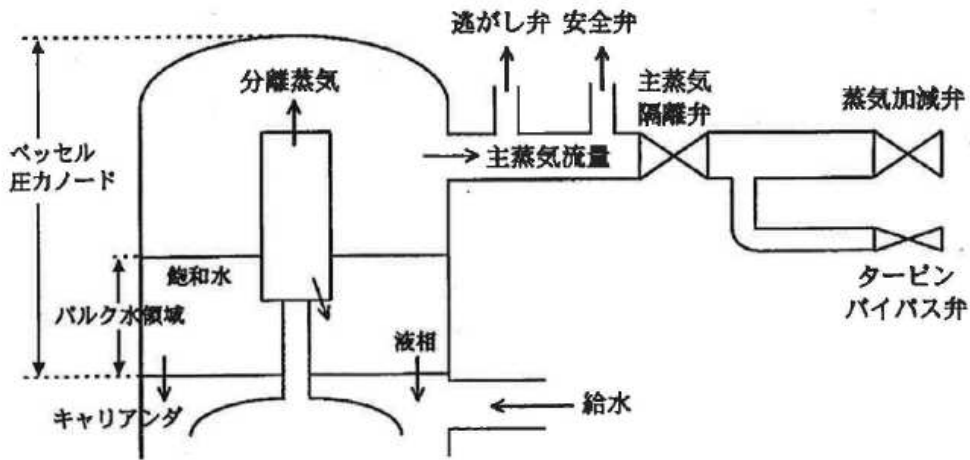 逃がし弁 安全弁
分離蒸気
主蒸気
隔離弁
蒸気加減弁
ベッセル
圧力ノード
主蒸気流量
飽和水
バルク水領域
タービン
バイパス弁
液相
キャリアンダ
給水